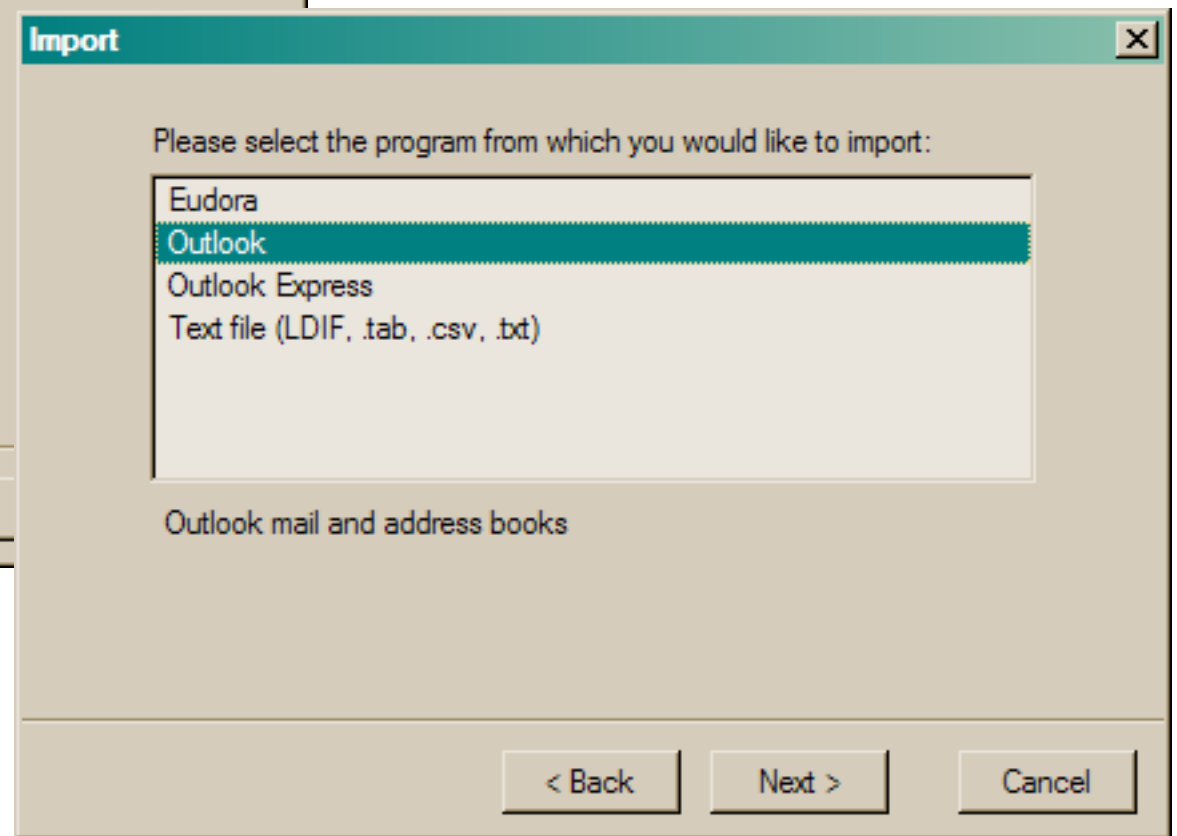 Import
Please select the program from which you would like to import:
Eudora
Outlook
Outlook Express
Text file (LDIF, .tab, .csv, .txt)
Outlook mail and address books
< Back Next > Cancel